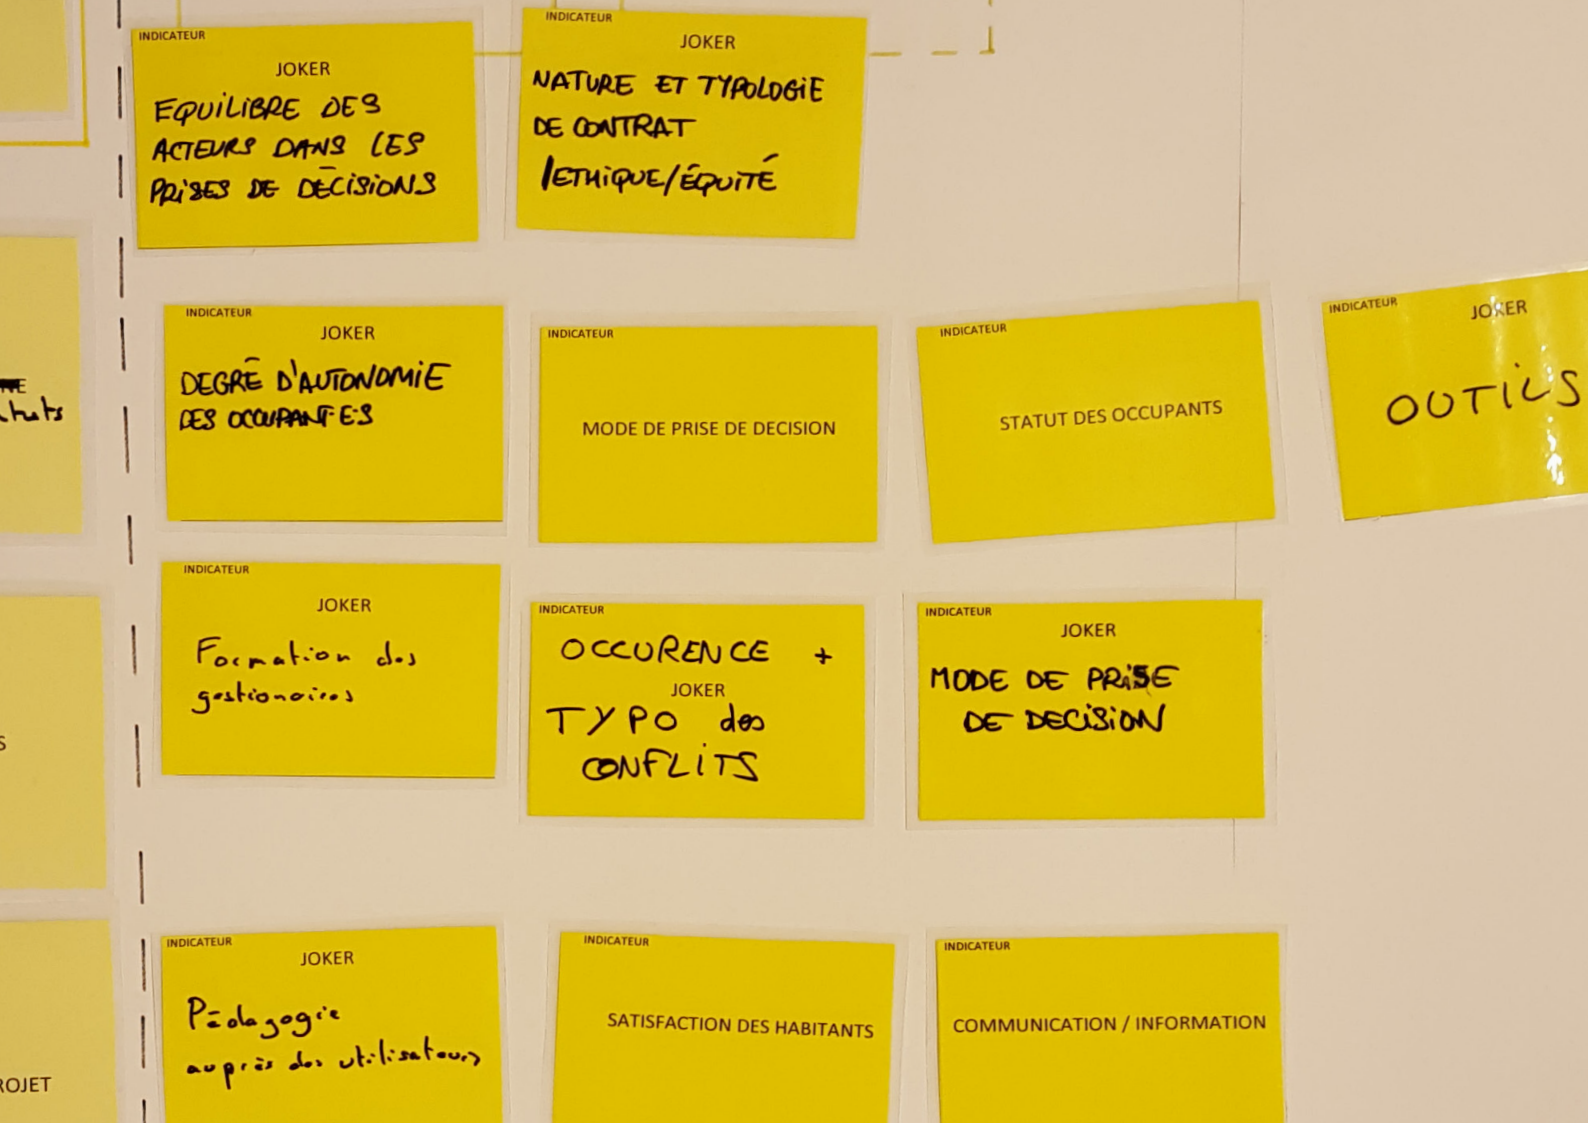 INDICATEUR
JOKER
EQUILIBRE DES
ACTEURS DANS LES
PRISES DE DÉCISIONS
INDICATEUR
JOKER
NATURE ET TYPOLOGIE
DE CONTRAT
/ETHIQUE/ÉQUITÉ
INDICATEUR
JOKER
DEGRÉ D'AUTONOMIE
DES OCCUPANT·E·S
INDICATEUR
MODE DE PRISE DE DECISION
INDICATEUR
STATUT DES OCCUPANTS
INDICATEUR
JOKER
OUTILS
INDICATEUR
JOKER
Formation des
gestionaires
INDICATEUR
OCCURENCE +
JOKER
TYPO des
CONFLITS
INDICATEUR
JOKER
MODE DE PRISE
DE DECISION
S
INDICATEUR
JOKER
Pédagogie
auprès des utilisateurs
INDICATEUR
SATISFACTION DES HABITANTS
INDICATEUR
COMMUNICATION / INFORMATION
ROJET